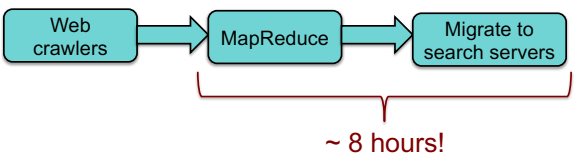 Web
crawlers
MapReduce
Migrate to
search servers
~ 8 hours!